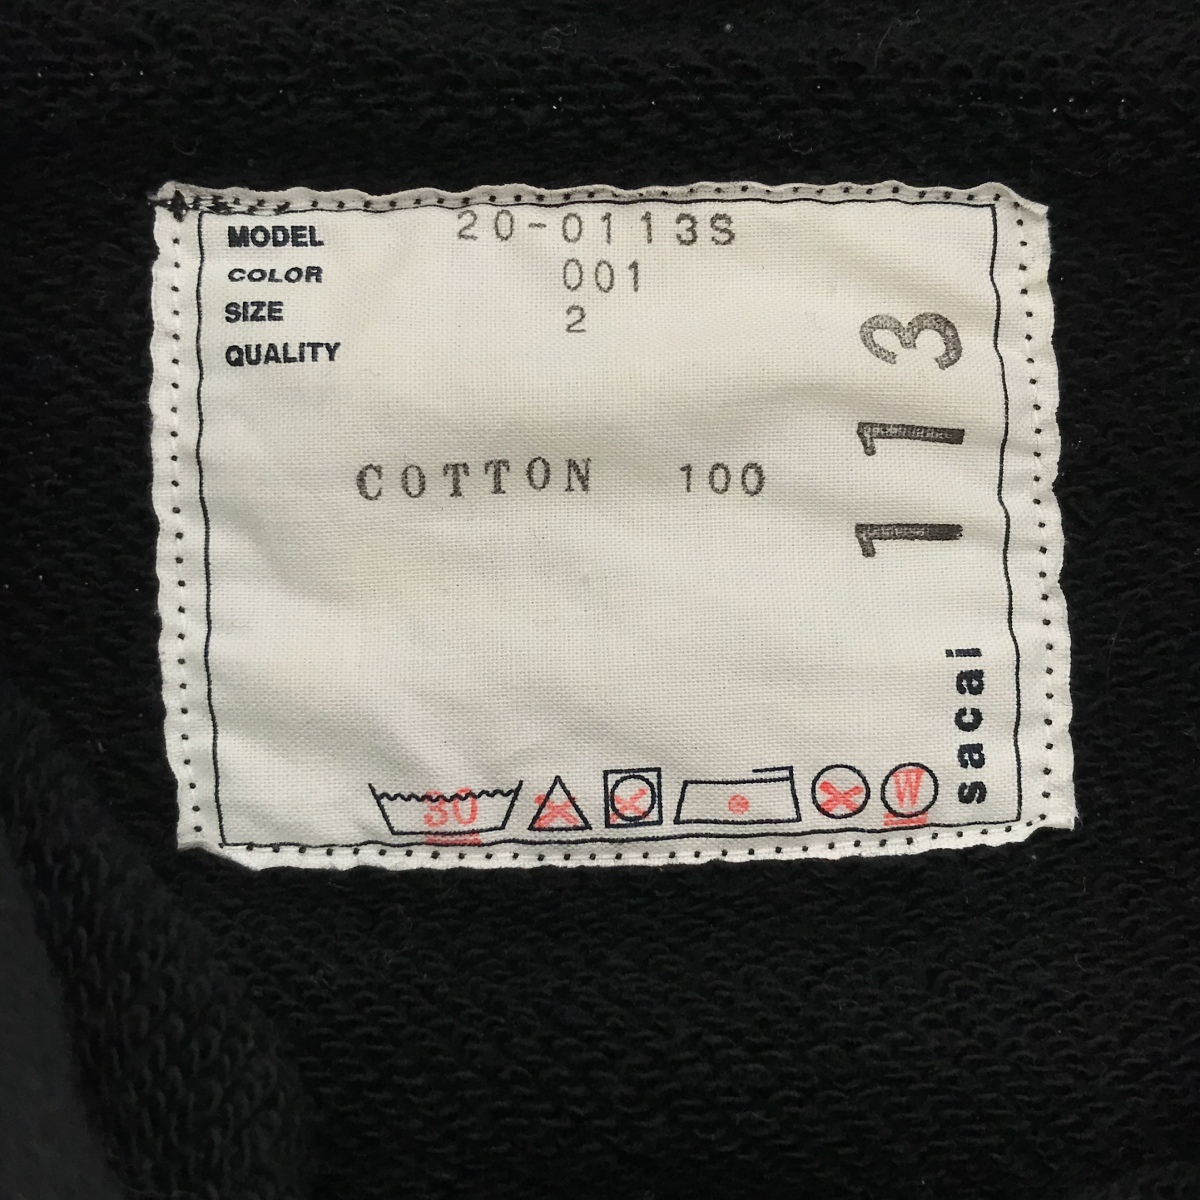 MODEL 20-0113S
COLOR 001
SIZE 2
QUALITY
COTTON 100
113
sacai
30
W